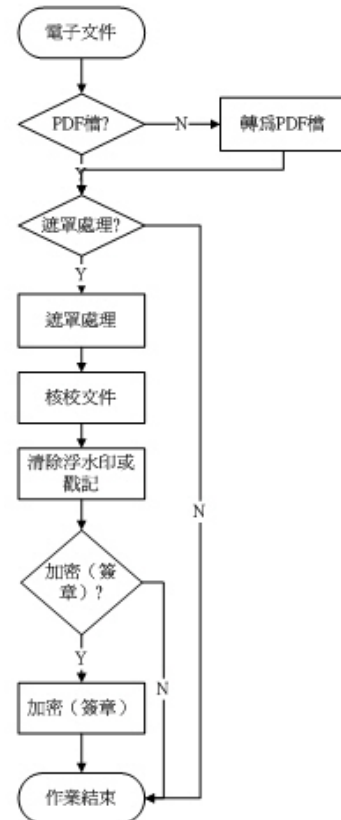 電子文件
PDF檔?
N
轉為PDF檔
Y
遮罩處理?
Y
遮罩處理
核校文件
清除浮水印或
戳記
N
加密（簽
章）?
Y
N
加密（簽章）
作業結束